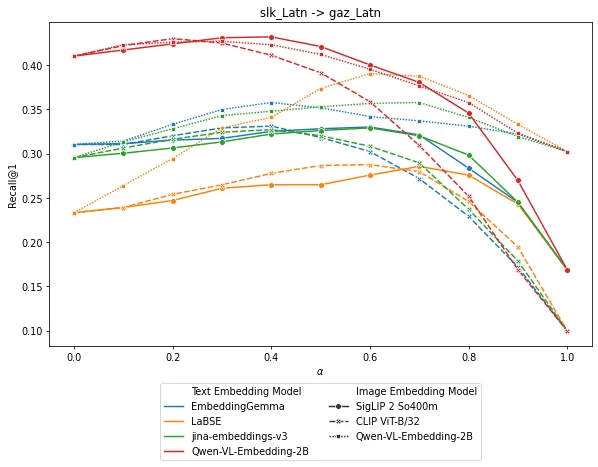 slk_Latn -> gaz_Latn
0.40
0.35
0.30
0.25
0.20
0.15
0.10
Recall@1
0.0 0.2 0.4 0.6 0.8 1.0
α
Text Embedding Model Image Embedding Model
EmbeddingGemma SigLIP 2 So400m
LaBSE CLIP ViT-B/32
jina-embeddings-v3 Qwen-VL-Embedding-2B
Qwen-VL-Embedding-2B